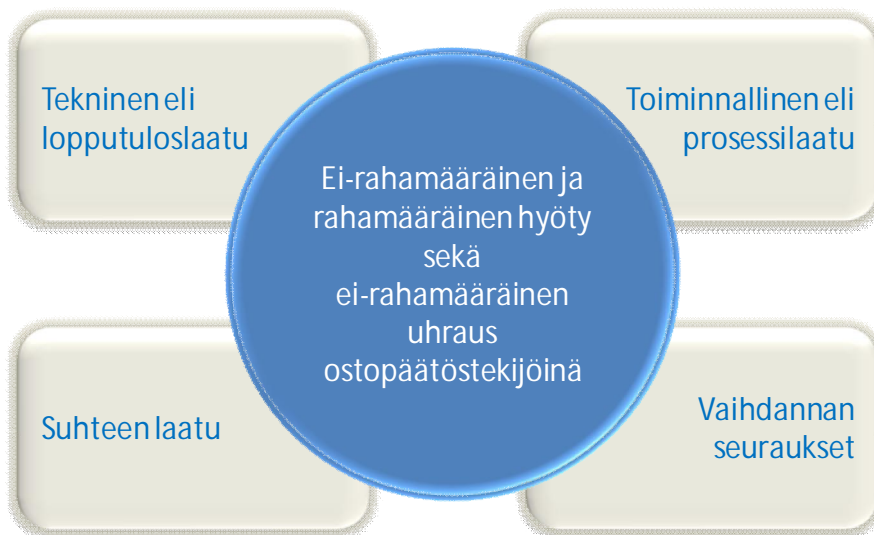 Tekninen eli
lopputuloslaatu
Toiminnallinen eli
prosessilaatu
Ei-rahamääräinen ja
rahamääräinen hyöty
sekä
ei-rahamääräinen
uhraus
ostopäätöstekijöinä
Suhteen laatu
Vaihdannan
seuraukset